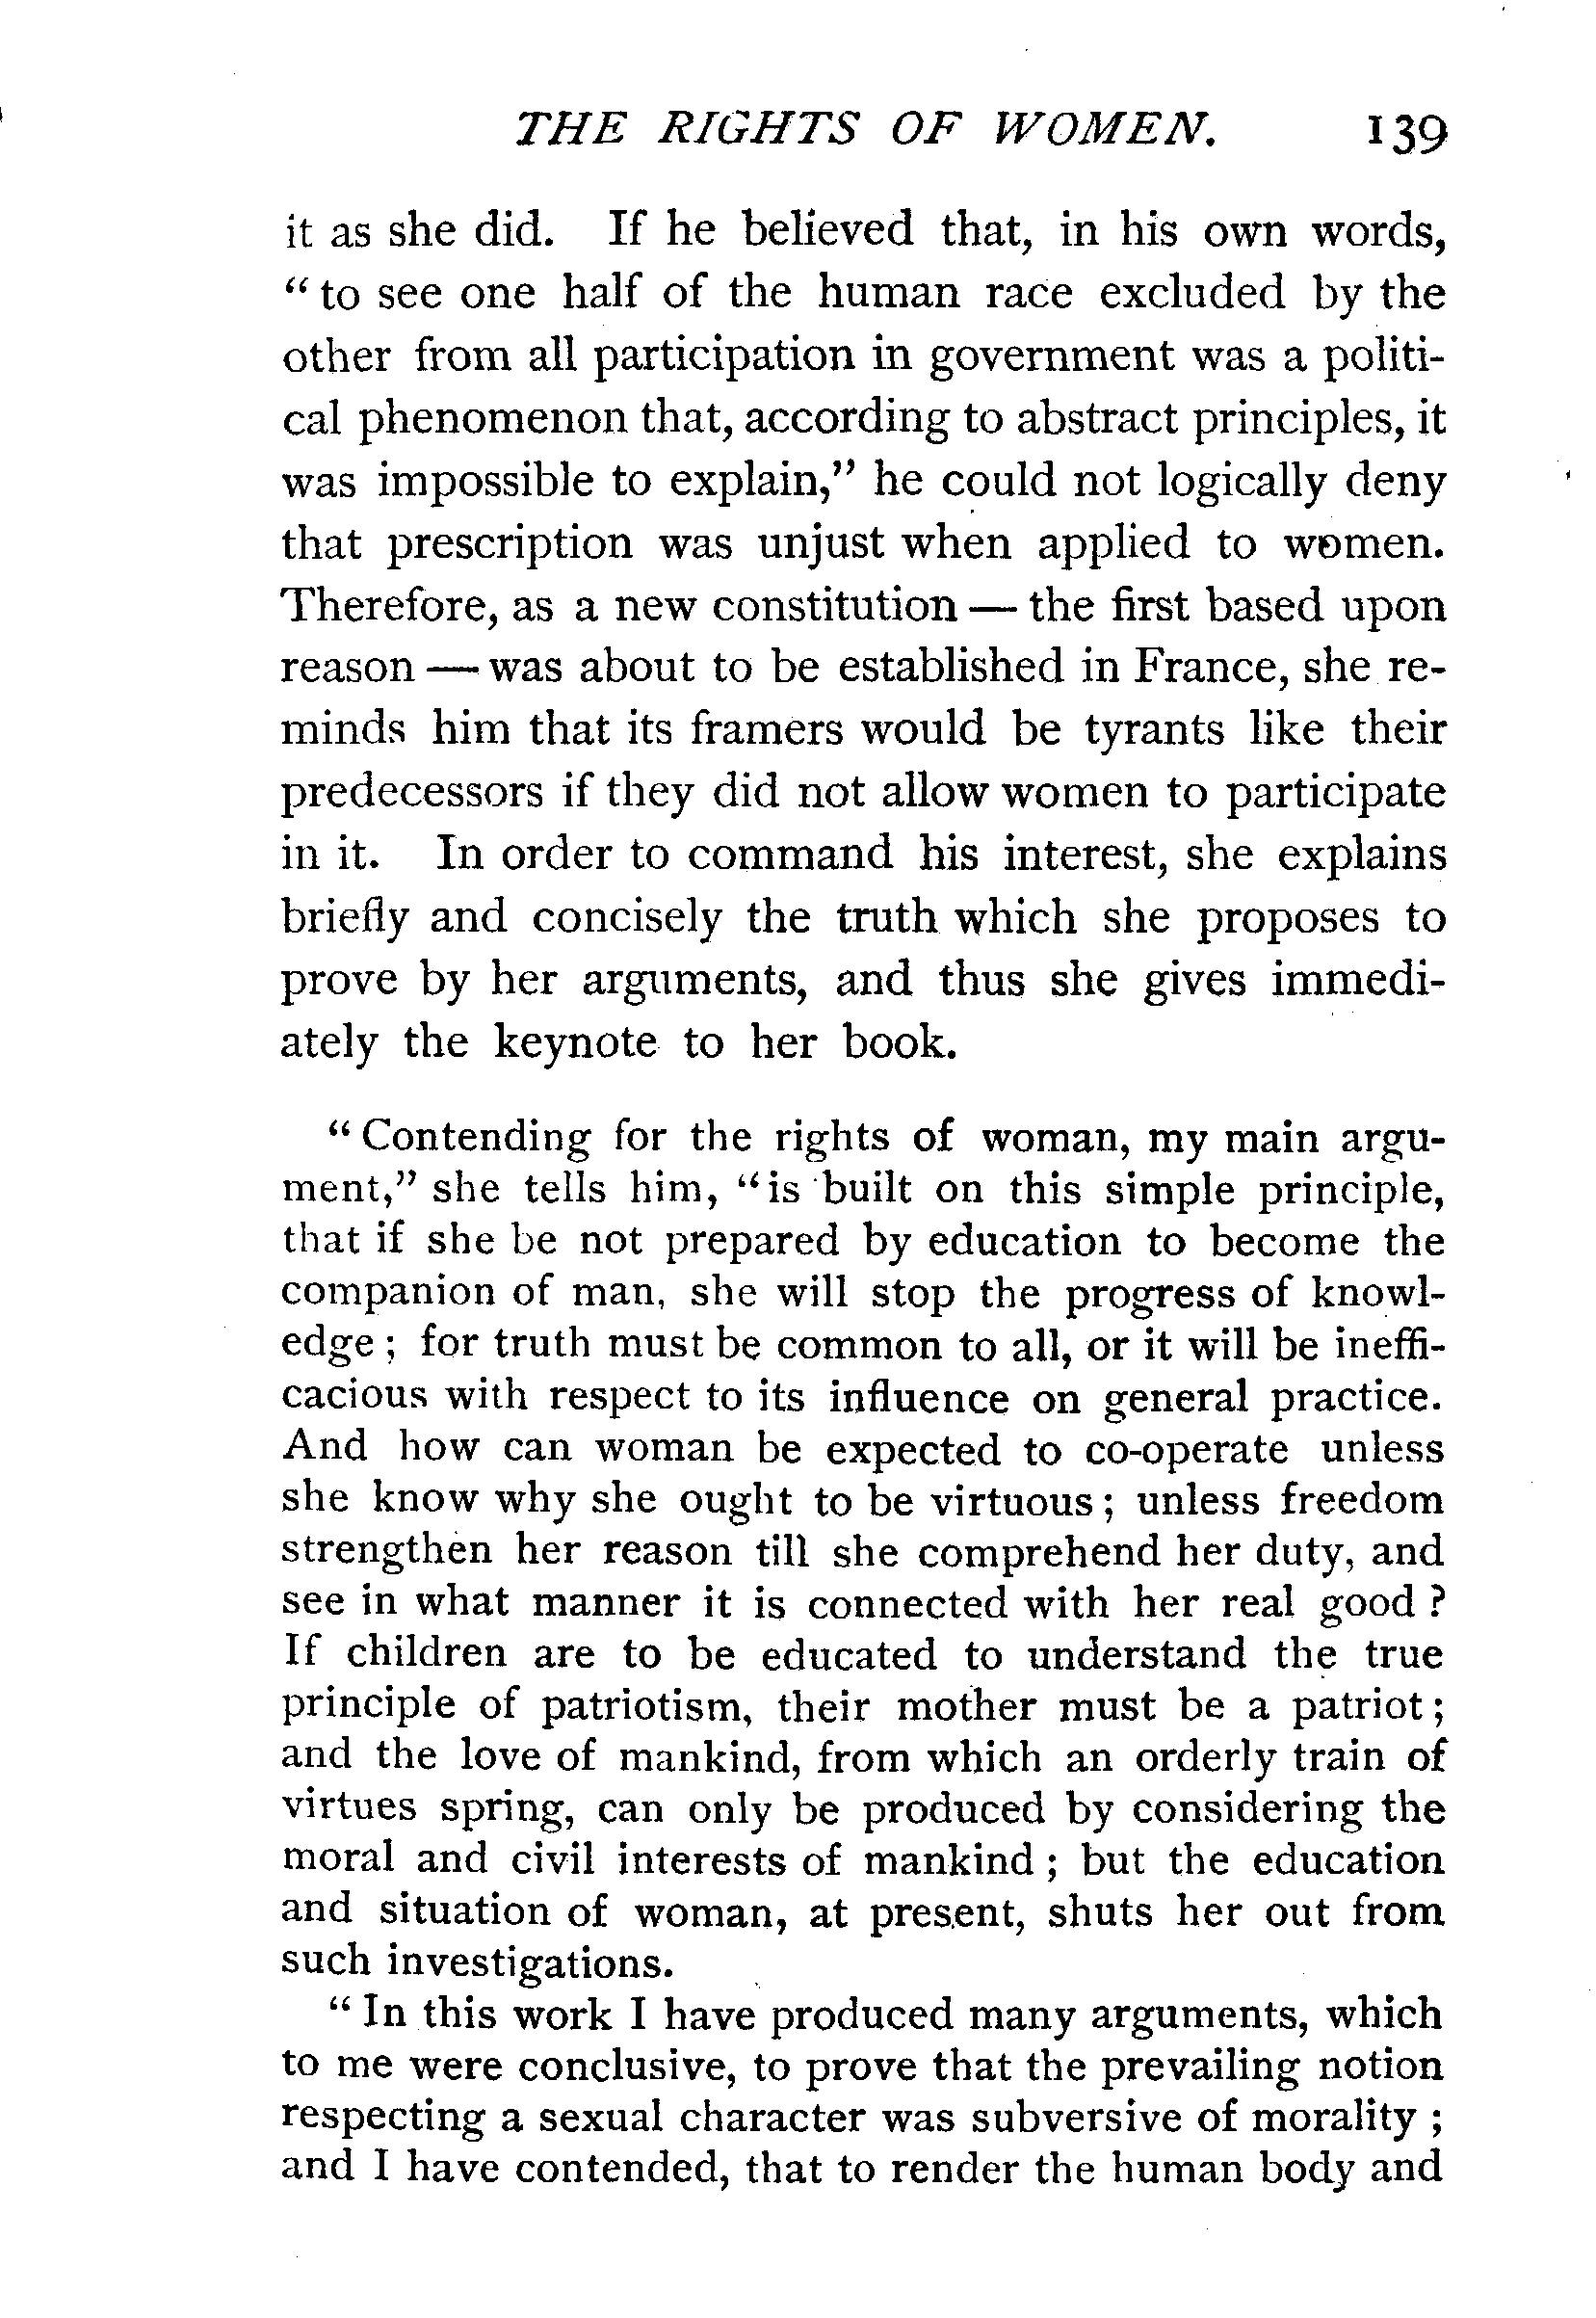 THE RIGHTS OF WOMEN. 139
it as she did. If he believed that, in his own words,
" to see one half of the human race excluded by the
other from all participation in government was a politi-
cal phenomenon that, according to abstract principles, it
was impossible to explain," he could not logically deny
that prescription was unjust when applied to women.
Therefore, as a new constitution — the first based upon
reason — was about to be established in France, she re-
minds him that its framers would be tyrants like their
predecessors if they did not allow women to participate
in it. In order to command his interest, she explains
briefly and concisely the truth which she proposes to
prove by her arguments, and thus she gives immedi-
ately the keynote to her book.
" Contending for the rights of woman, my main argu-
ment," she tells him, "is built on this simple principle,
that if she be not prepared by education to become the
companion of man, she will stop the progress of knowl-
edge ; for truth must be common to all, or it will be ineffi-
cacious with respect to its influence on general practice.
And how can woman be expected to co-operate unless
she know why she ought to be virtuous ; unless freedom
strengthen her reason till she comprehend her duty, and
see in what manner it is connected with her real good ?
If children are to be educated to understand the true
principle of patriotism, their mother must be a patriot ;
and the love of mankind, from which an orderly train of
virtues spring, can only be produced by considering the
moral and civil interests of mankind ; but the education
and situation of woman, at present, shuts her out from
such investigations.
" In this work I have produced many arguments, which
to me were conclusive, to prove that the prevailing notion
respecting a sexual character was subversive of morality ;
and I have contended, that to render the human body and